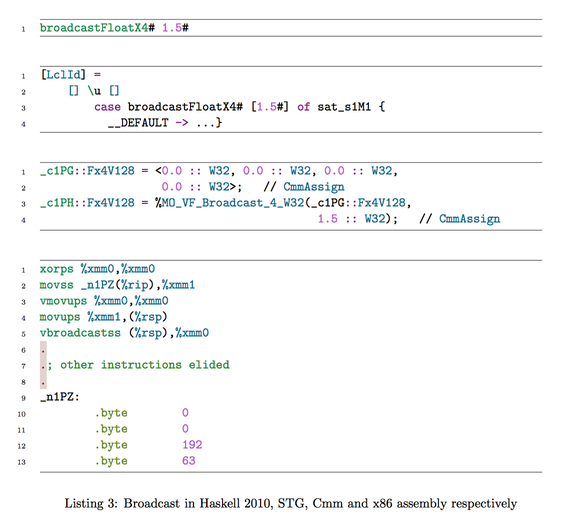 1 broadcastFloatX4# 1.5#
1 [LclId] =
2 [] \u []
3 case broadcastFloatX4# [1.5#] of sat_s1M1 {
4 __DEFAULT -> ...}
1 _c1PG::Fx4V128 = <0.0 :: W32, 0.0 :: W32, 0.0 :: W32,
2 0.0 :: W32>; // CmmAssign
3 _c1PH::Fx4V128 = %MO_VF_Broadcast_4_W32(_c1PG::Fx4V128,
4 1.5 :: W32); // CmmAssign
1 xorps %xmm0,%xmm0
2 movss _n1PZ(%rip),%xmm1
3 vmovups %xmm0,%xmm0
4 movups %xmm1,(%rsp)
5 vbroadcastss (%rsp),%xmm0
6 .
7 .; other instructions elided
8 .
9 _n1PZ:
10 .byte 0
11 .byte 0
12 .byte 192
13 .byte 63
Listing 3: Broadcast in Haskell 2010, STG, Cmm and x86 assembly respectively